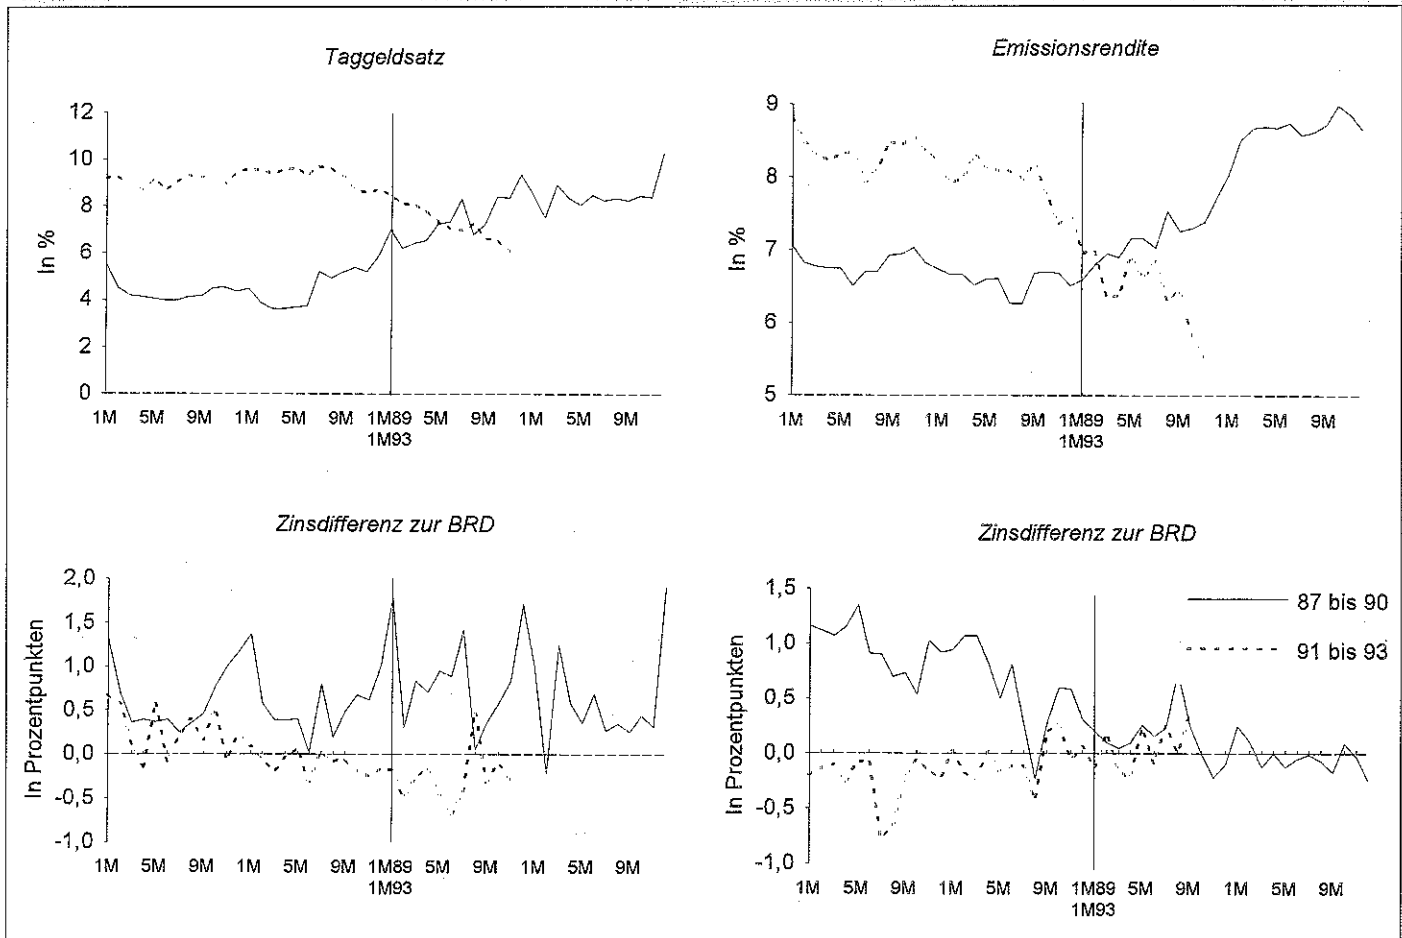 Taggeldsatz
In %
12
10
8
6
4
2
0
1M 5M 9M 1M 5M 9M 1M89 5M 9M 1M 5M 9M
1M93
Emissionsrendite
In %
9
8
7
6
5
1M 5M 9M 1M 5M 9M 1M89 5M 9M 1M 5M 9M
1M93
Zinsdifferenz zur BRD
In Prozentpunkten
2,0
1,5
1,0
0,5
0,0
-0,5
-1,0
1M 5M 9M 1M 5M 9M 1M89 5M 9M 1M 5M 9M
1M93
Zinsdifferenz zur BRD
In Prozentpunkten
1,5
1,0
0,5
0,0
-0,5
-1,0
87 bis 90
91 bis 93
1M 5M 9M 1M 5M 9M 1M89 5M 9M 1M 5M 9M
1M93